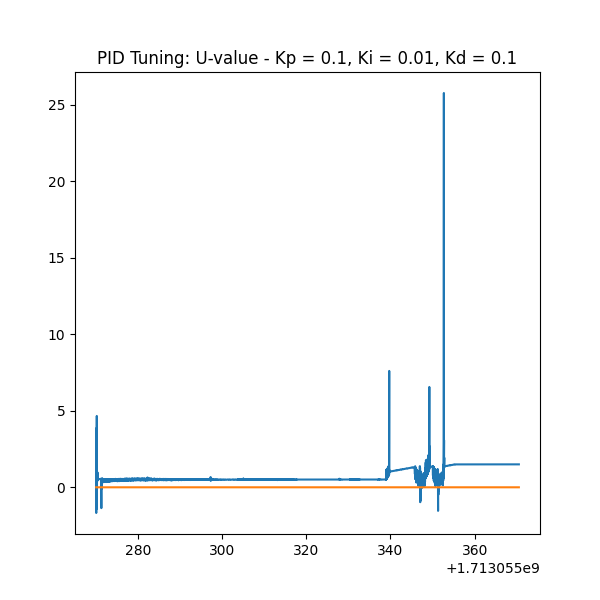 PID Tuning: U-value - Kp = 0.1, Ki = 0.01, Kd = 0.1
25
20
15
10
5
0
280 300 320 340 360
+1.713055e9